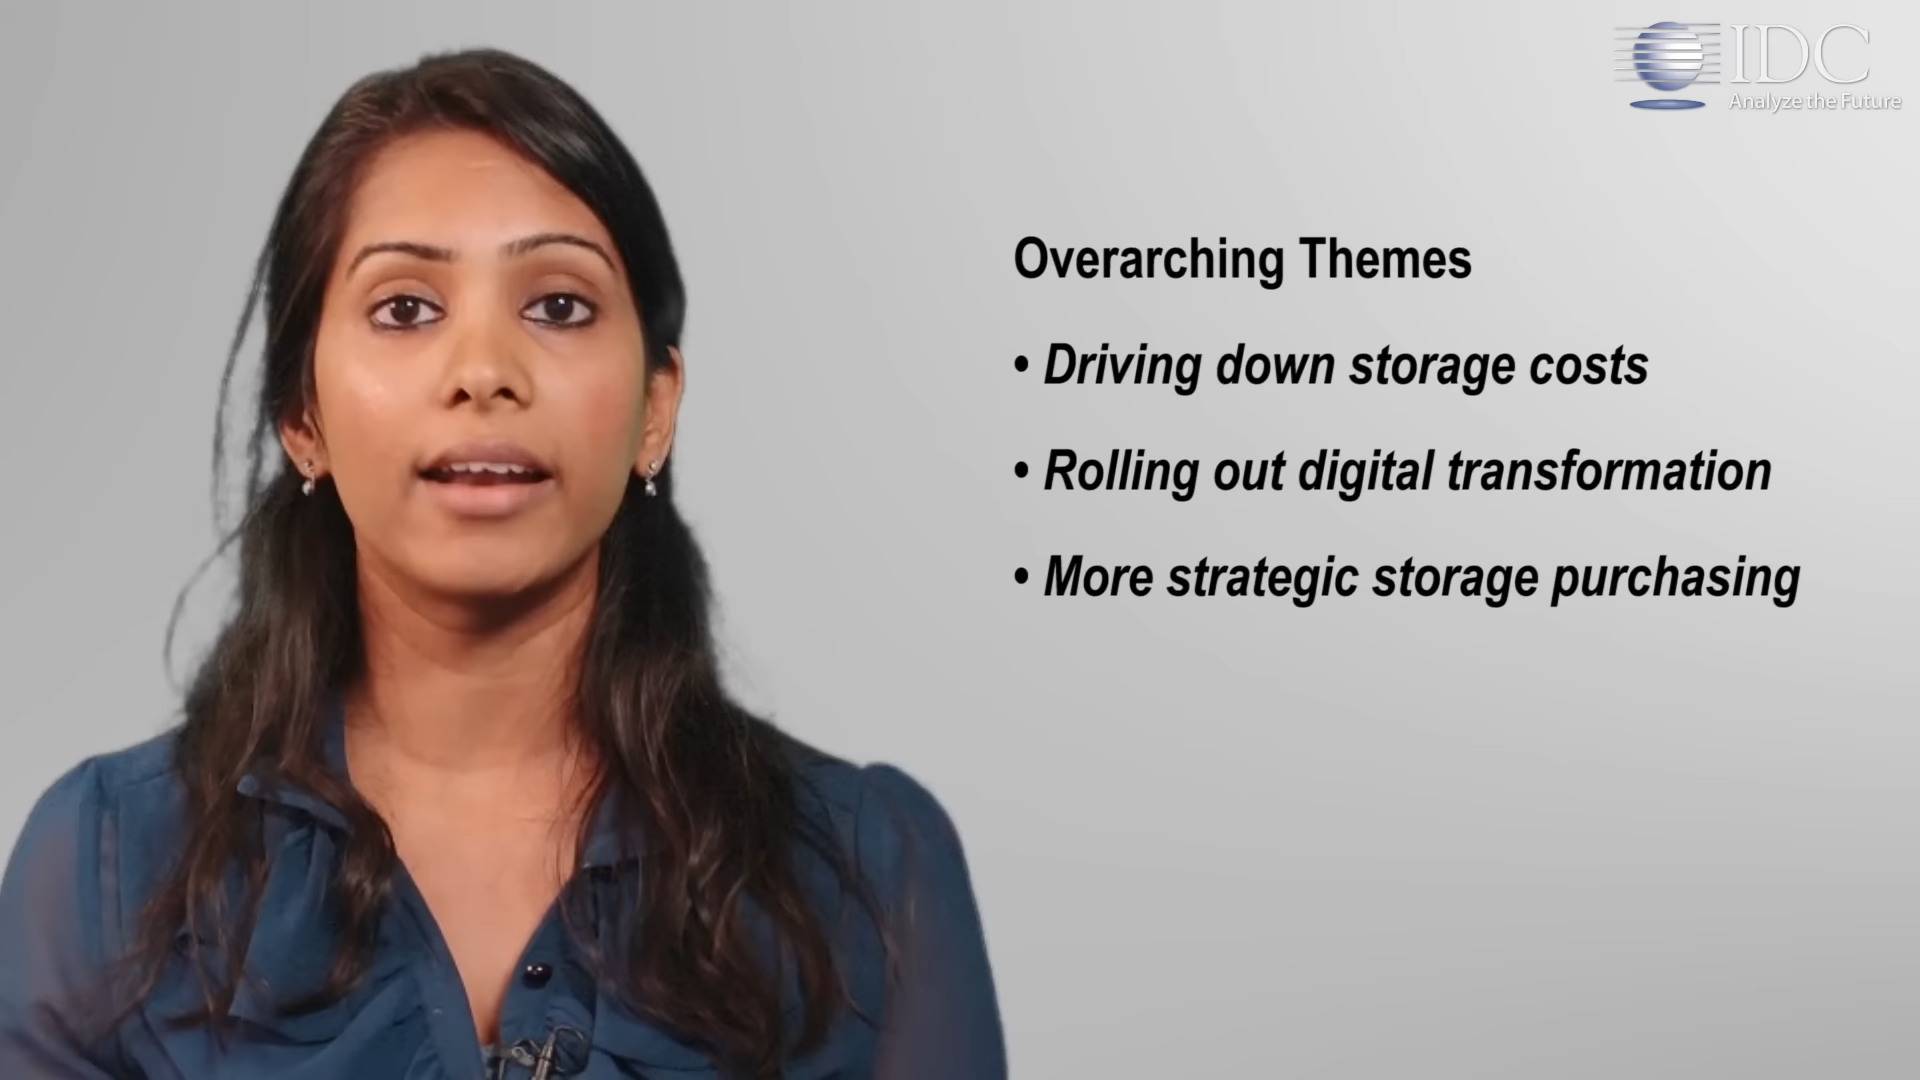 IDC
Analyze the Future
Overarching Themes
• Driving down storage costs
• Rolling out digital transformation
• More strategic storage purchasing